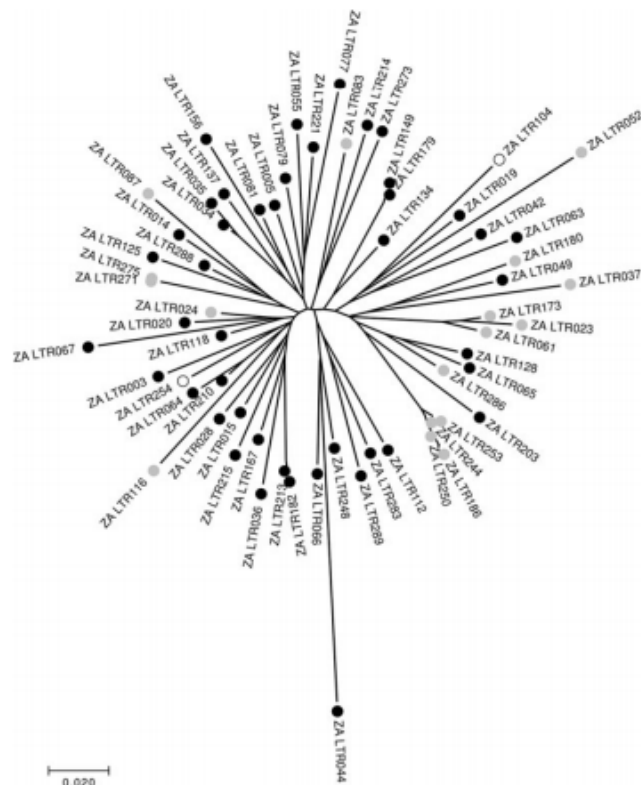 ZA LTR077
ZA LTR055
ZA LTR221
ZA LTR083
ZA LTR214
ZA LTR273
ZA LTR156
ZA LTR079
ZA LTR149
ZA LTR179
ZA LTR104
ZA LTR052
ZA LTR137
ZA LTR081
ZA LTR005
ZA LTR019
ZA LTR087
ZA LTR035
ZA LTR034
ZA LTR134
ZA LTR042
ZA LTR063
ZA LTR014
ZA LTR125
ZA LTR288
ZA LTR180
ZA LTR275
ZA LTR271
ZA LTR049
ZA LTR037
ZA LTR024
ZA LTR020
ZA LTR173
ZA LTR023
ZA LTR067
ZA LTR118
ZA LTR061
ZA LTR003
ZA LTR128
ZA LTR254
ZA LTR065
ZA LTR064
ZA LTR210
ZA LTR286
ZA LTR028
ZA LTR015
ZA LTR203
ZA LTR116
ZA LTR215
ZA LTR167
ZA LTR253
ZA LTR244
ZA LTR036
ZA LTR213
ZA LTR182
ZA LTR066
ZA LTR248
ZA LTR289
ZA LTR283
ZA LTR112
ZA LTR250
ZA LTR186
ZA LTR044
0.020